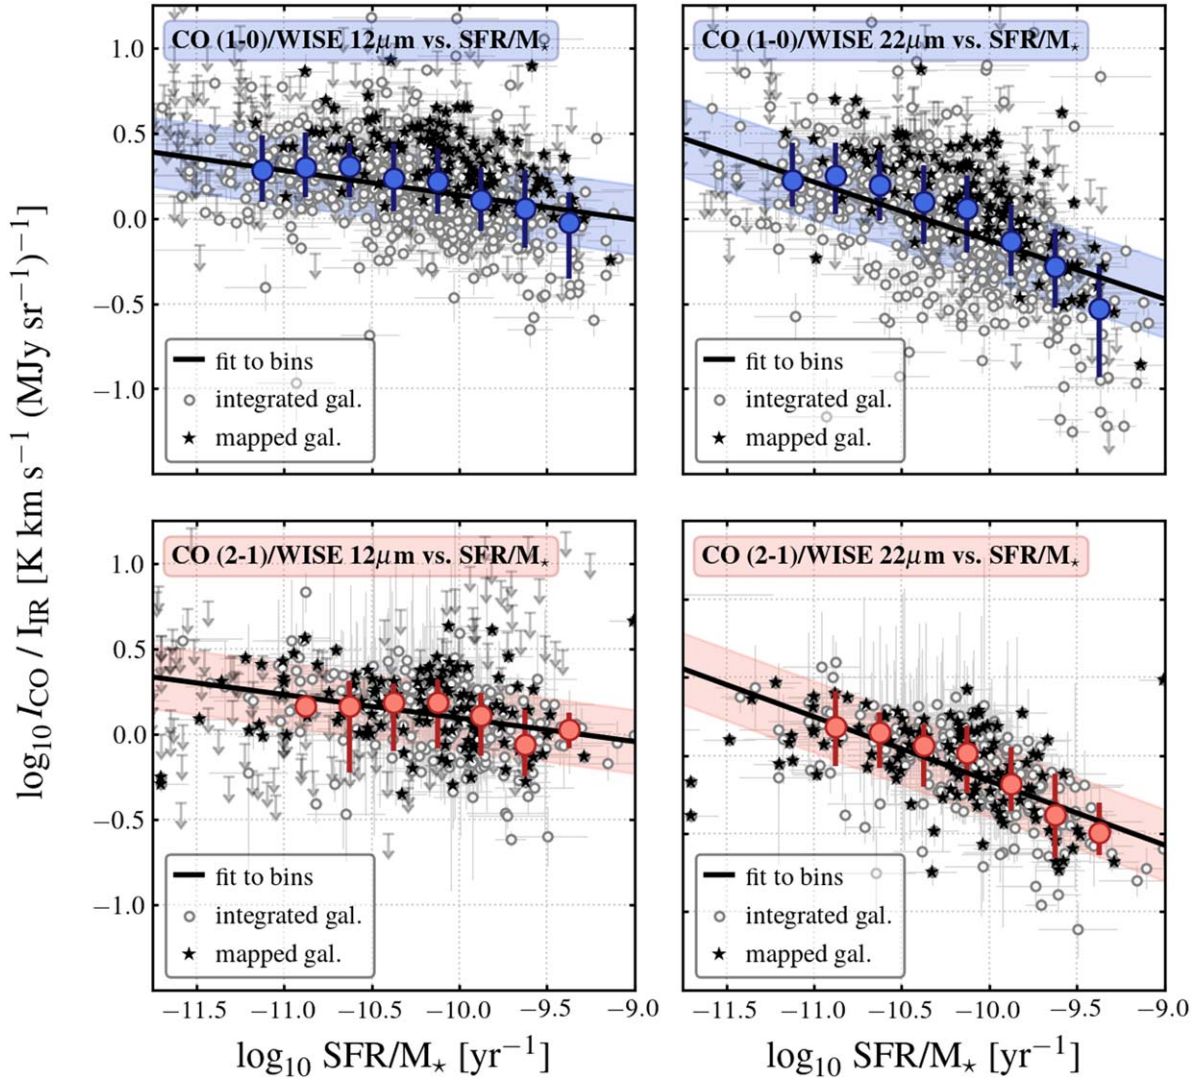 CO (1-0)/WISE 12μm vs. SFR/M⋆
CO (1-0)/WISE 22μm vs. SFR/M⋆
1.0
0.5
0.0
−0.5
−1.0
fit to bins
integrated gal.
mapped gal.
fit to bins
integrated gal.
mapped gal.
log₁₀ I_CO / I_IR [K km s⁻¹ (MJy sr⁻¹)⁻¹]
CO (2-1)/WISE 12μm vs. SFR/M⋆
CO (2-1)/WISE 22μm vs. SFR/M⋆
1.0
0.5
0.0
−0.5
−1.0
fit to bins
integrated gal.
mapped gal.
fit to bins
integrated gal.
mapped gal.
−11.5 −11.0 −10.5 −10.0 −9.5 −9.0
−11.5 −11.0 −10.5 −10.0 −9.5 −9.0
log₁₀ SFR/M⋆ [yr⁻¹]
log₁₀ SFR/M⋆ [yr⁻¹]